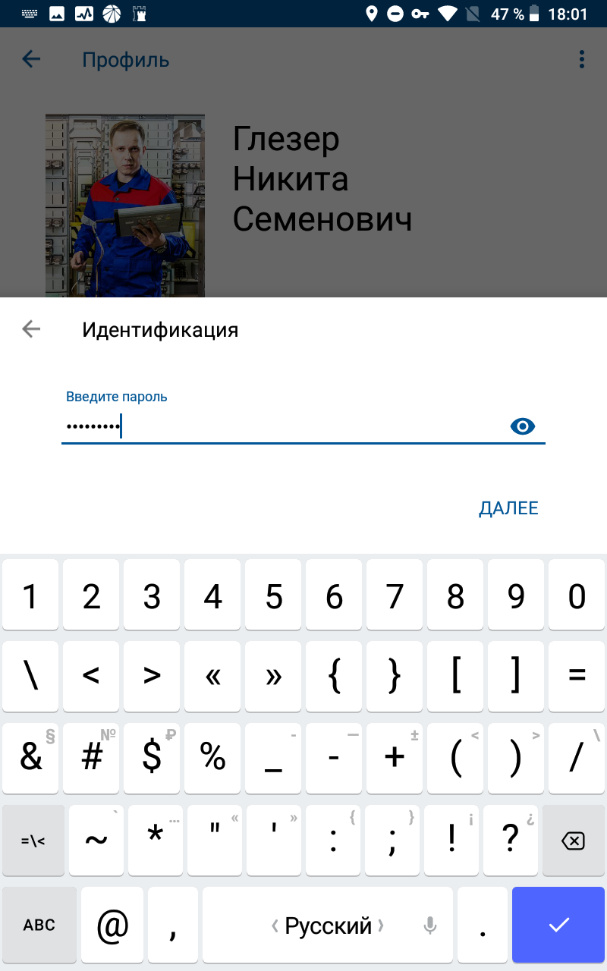 47 % 18:01
Профиль
Глезер
Никита
Семенович
Идентификация
Введите пароль
•••••••••
ДАЛЕЕ
1 2 3 4 5 6 7 8 9 0
\ < > « » { } [ ] =
& § # № $ ₽ % _ - - — + ± ( < ) > / \
=\< ~ ` * … " « ' » : { ; } ! ¡ ? ¿
ABC @ , Русский .